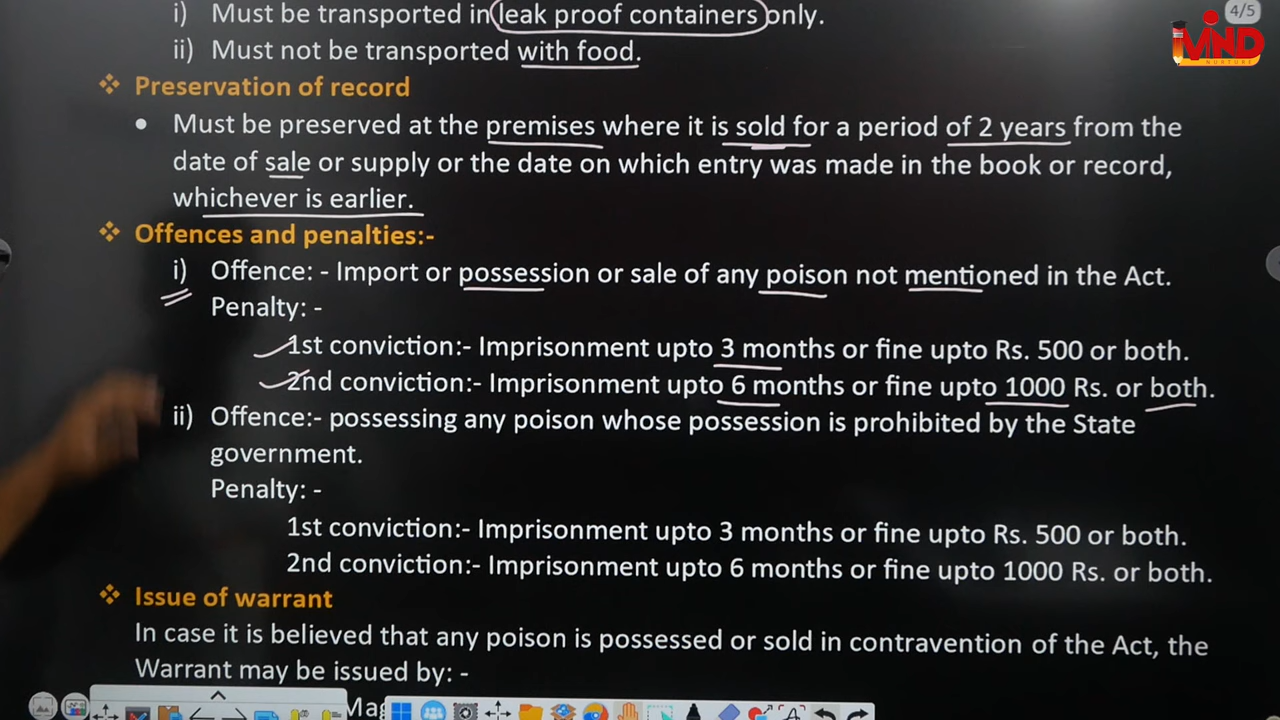 i) Must be transported in leak proof containers only.
4/5
ii) Must not be transported with food.
MIND
NURTURE
❖ Preservation of record
• Must be preserved at the premises where it is sold for a period of 2 years from the
date of sale or supply or the date on which entry was made in the book or record,
whichever is earlier.
❖ Offences and penalties:-
i) Offence: - Import or possession or sale of any poison not mentioned in the Act.
Penalty: -
1st conviction:- Imprisonment upto 3 months or fine upto Rs. 500 or both.
2nd conviction:- Imprisonment upto 6 months or fine upto 1000 Rs. or both.
ii) Offence:- possessing any poison whose possession is prohibited by the State
government.
Penalty: -
1st conviction:- Imprisonment upto 3 months or fine upto Rs. 500 or both.
2nd conviction:- Imprisonment upto 6 months or fine upto 1000 Rs. or both.
❖ Issue of warrant
In case it is believed that any poison is possessed or sold in contravention of the Act, the
Warrant may be issued by: -